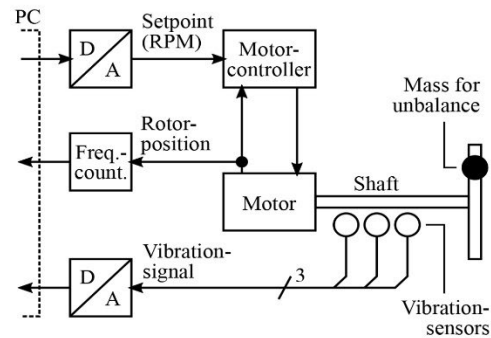 PC
D
A
Setpoint
(RPM)
Motor-
controller
Mass for
unbalance
Freq.-
count.
Rotor-
position
Motor
Shaft
D
A
Vibration-
signal
3
Vibration-
sensors